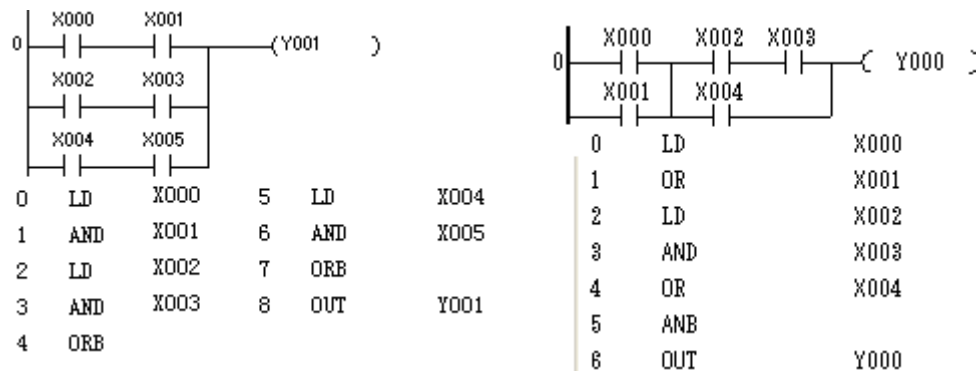 X000 X001
0 (Y001 )
X002 X003
X004 X005
0 LD X000 5 LD X004
1 AND X001 6 AND X005
2 LD X002 7 ORB
3 AND X003 8 OUT Y001
4 ORB
X000 X002 X003
0 ( Y000 )
X001 X004
0 LD X000
1 OR X001
2 LD X002
3 AND X003
4 OR X004
5 ANB
6 OUT Y000